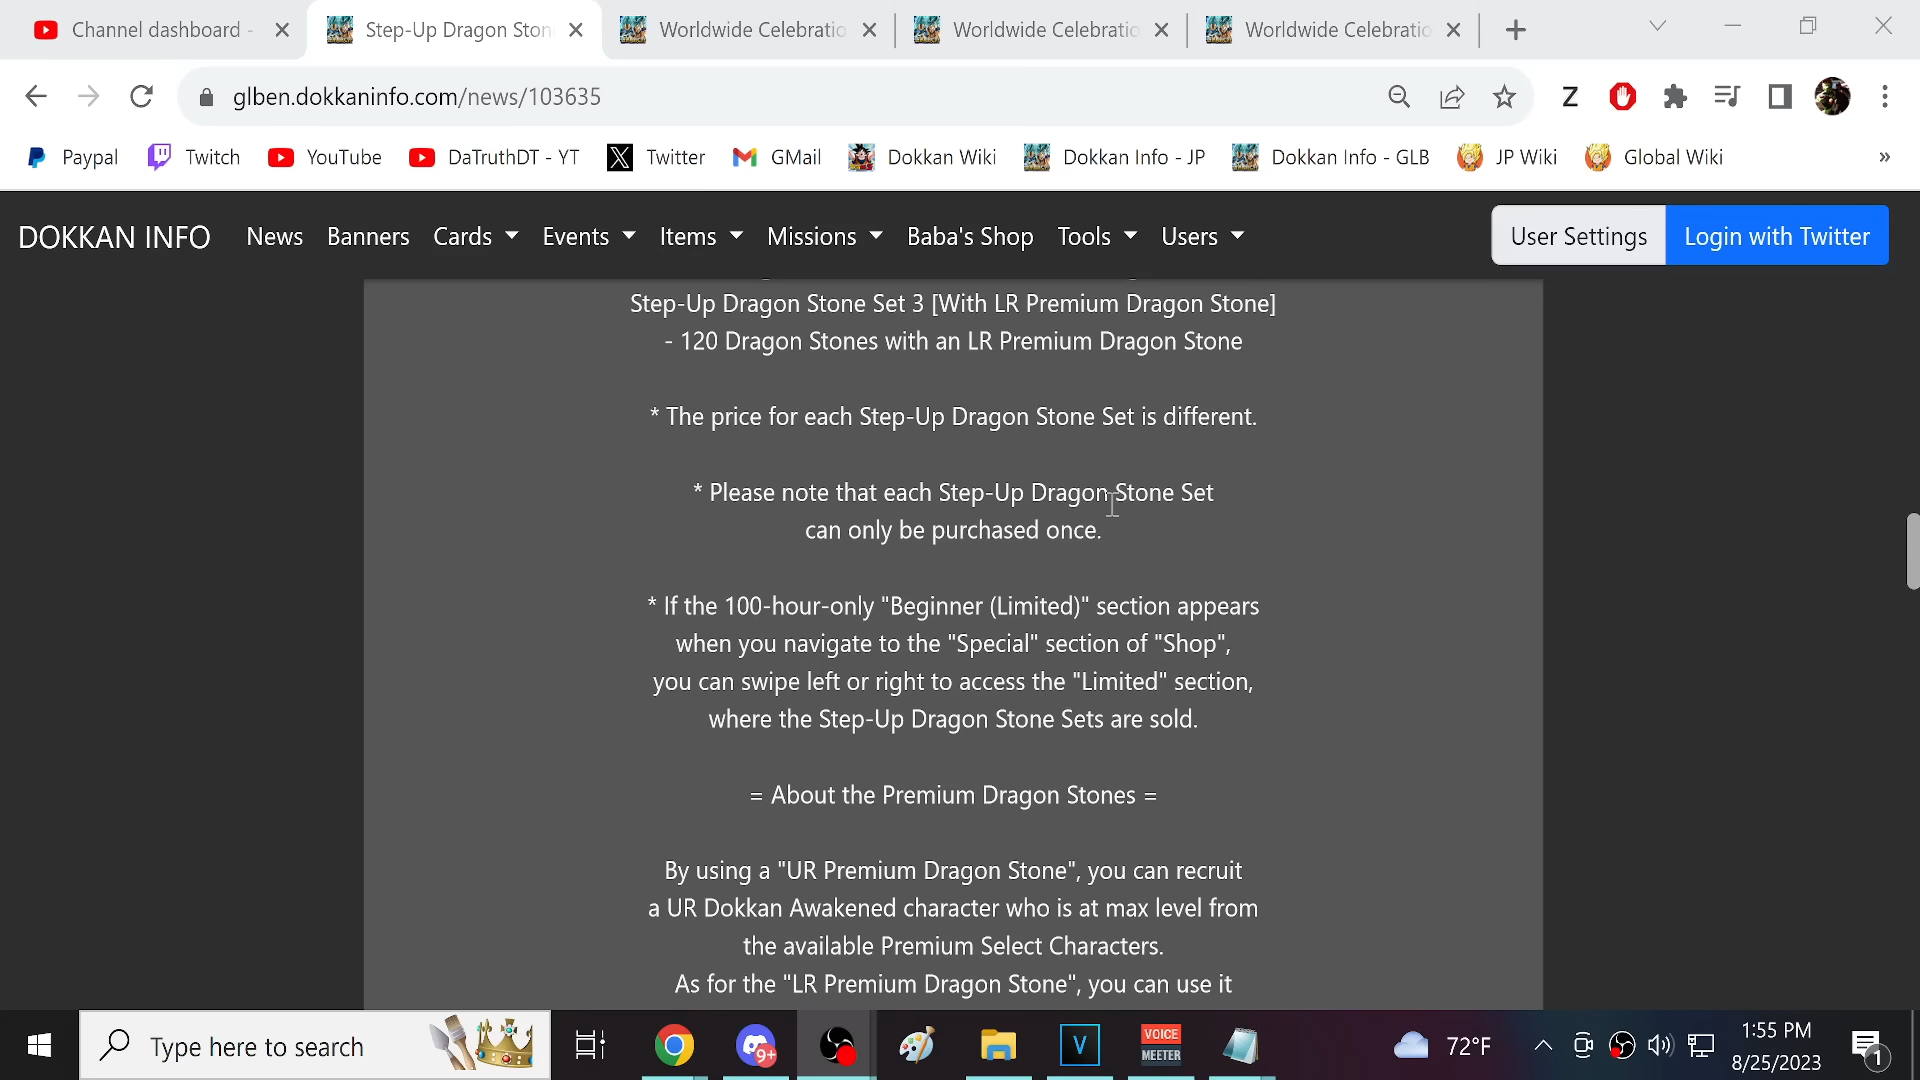 Channel dashboard -
Step-Up Dragon Ston
Worldwide Celebratio
Worldwide Celebratio
Worldwide Celebratio
glben.dokkaninfo.com/news/103635
Z
Paypal
Twitch
YouTube
DaTruthDT - YT
Twitter
GMail
Dokkan Wiki
Dokkan Info - JP
Dokkan Info - GLB
JP Wiki
Global Wiki
»
DOKKAN INFO
News
Banners
Cards
Events
Items
Missions
Baba's Shop
Tools
Users
User Settings
Login with Twitter
Step-Up Dragon Stone Set 3 [With LR Premium Dragon Stone]
- 120 Dragon Stones with an LR Premium Dragon Stone
* The price for each Step-Up Dragon Stone Set is different.
* Please note that each Step-Up Dragon Stone Set
can only be purchased once.
* If the 100-hour-only "Beginner (Limited)" section appears
when you navigate to the "Special" section of "Shop",
you can swipe left or right to access the "Limited" section,
where the Step-Up Dragon Stone Sets are sold.
= About the Premium Dragon Stones =
By using a "UR Premium Dragon Stone", you can recruit
a UR Dokkan Awakened character who is at max level from
the available Premium Select Characters.
As for the "LR Premium Dragon Stone", you can use it
Type here to search
9+
V
VOICE
MEETER
72°F
1:55 PM
8/25/2023
1